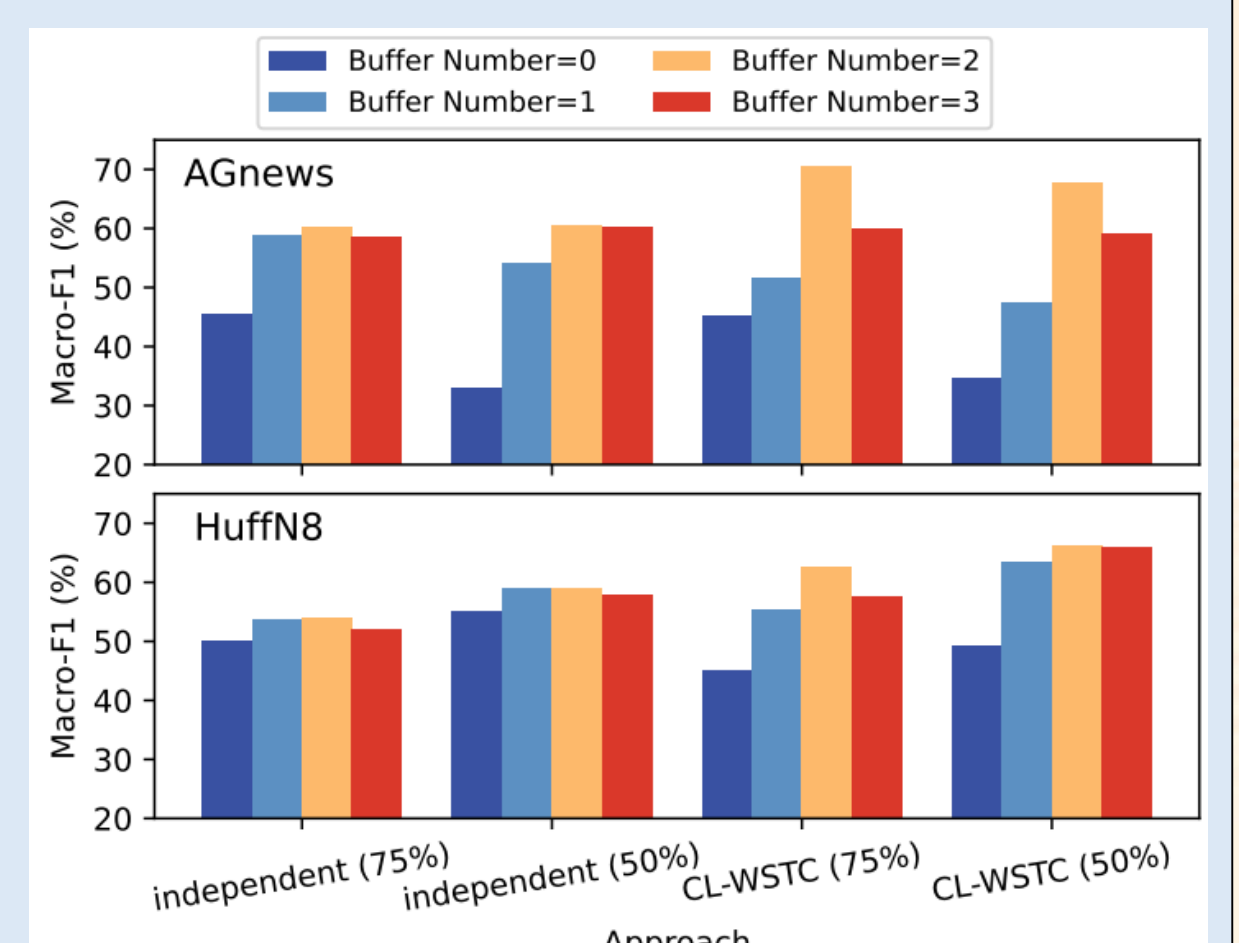 Buffer Number=0
Buffer Number=2
Buffer Number=1
Buffer Number=3
AGnews
Macro-F1 (%)
70
60
50
40
30
20
HuffN8
Macro-F1 (%)
70
60
50
40
30
20
independent (75%)
independent (50%)
CL-WSTC (75%)
CL-WSTC (50%)
Approach